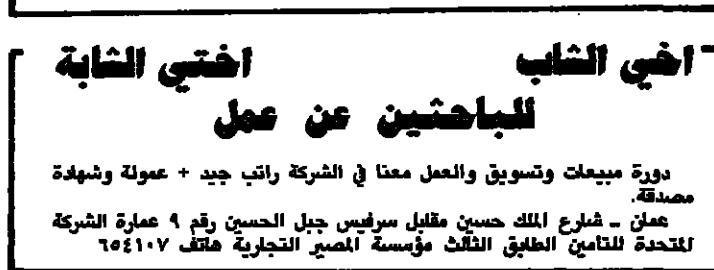 اخي الشاب اختي الشابة
للباحثين عن عمل
دورة مبيعات وتسويق والعمل معنا في الشركة راتب جيد + عمولة وشهادة
مصدقة.
عمان ـ شارع الملك حسين مقابل سرفيس جبل الحسين رقم ٩ عمارة الشركة
المتحدة للتأمين الطابق الثالث مؤسسة المصير التجارية هاتف ٦٥٤١٠٧